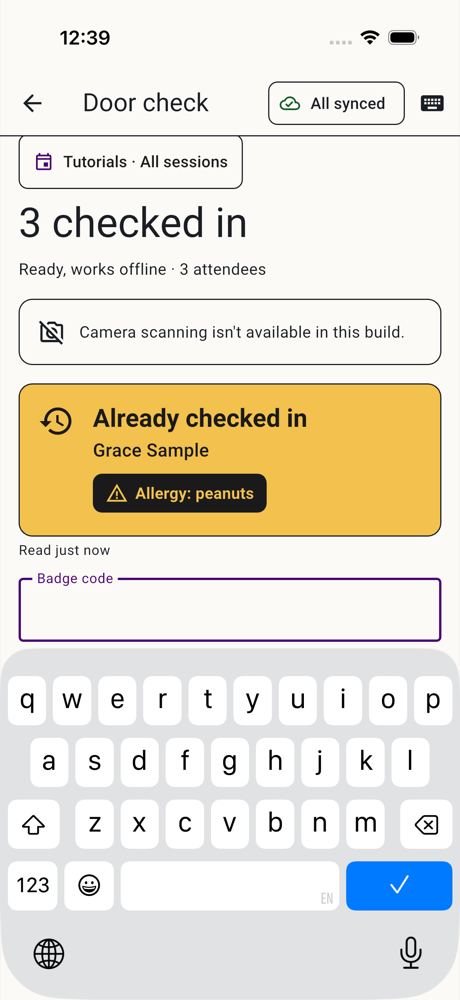 12:39
Door check
All synced
Tutorials · All sessions
3 checked in
Ready, works offline · 3 attendees
Camera scanning isn't available in this build.
Already checked in
Grace Sample
Allergy: peanuts
Read just now
Badge code
q w e r t y u i o p
a s d f g h j k l
z x c v b n m
123
EN